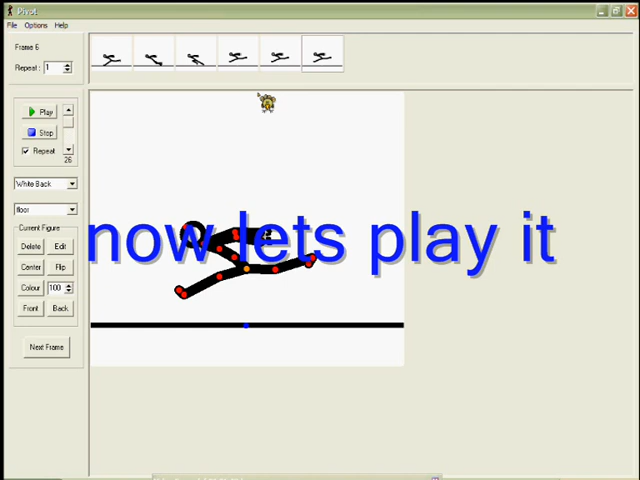 Pivot
File Options Help
Frame 6
Repeat : 1
Play
Stop
Repeat
26
White Back
floor
Current Figure
Delete Edit
Center Flip
Colour 100
Front Back
Next Frame
now lets play it